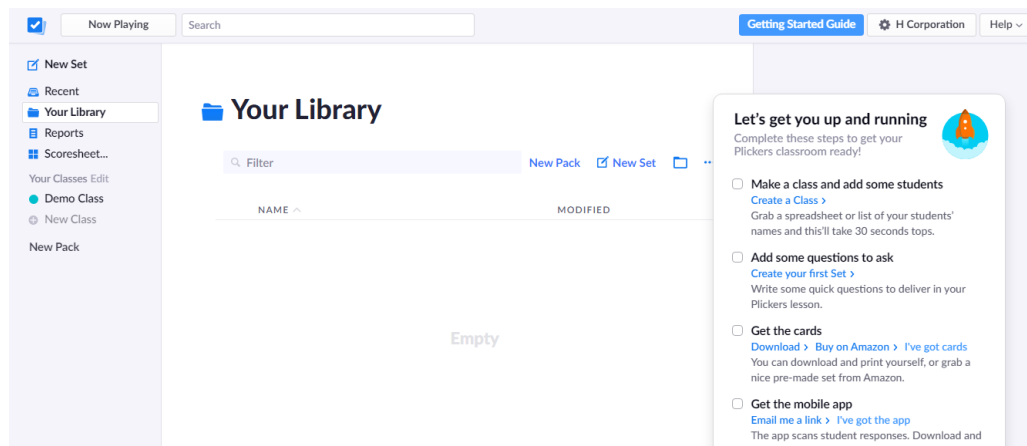 Now Playing
Search
Getting Started Guide
H Corporation
Help
New Set
Recent
Your Library
Reports
Scoresheet...
Your Classes Edit
Demo Class
New Class
New Pack
Your Library
Filter
New Pack
New Set
...
NAME
MODIFIED
Empty
Let's get you up and running
Complete these steps to get your
Plickers classroom ready!
Make a class and add some students
Create a Class >
Grab a spreadsheet or list of your students'
names and this'll take 30 seconds tops.
Add some questions to ask
Create your first Set >
Write some quick questions to deliver in your
Plickers lesson.
Get the cards
Download > Buy on Amazon > I've got cards
You can download and print yourself, or grab a
nice pre-made set from Amazon.
Get the mobile app
Email me a link > I've got the app
The app scans student responses. Download and